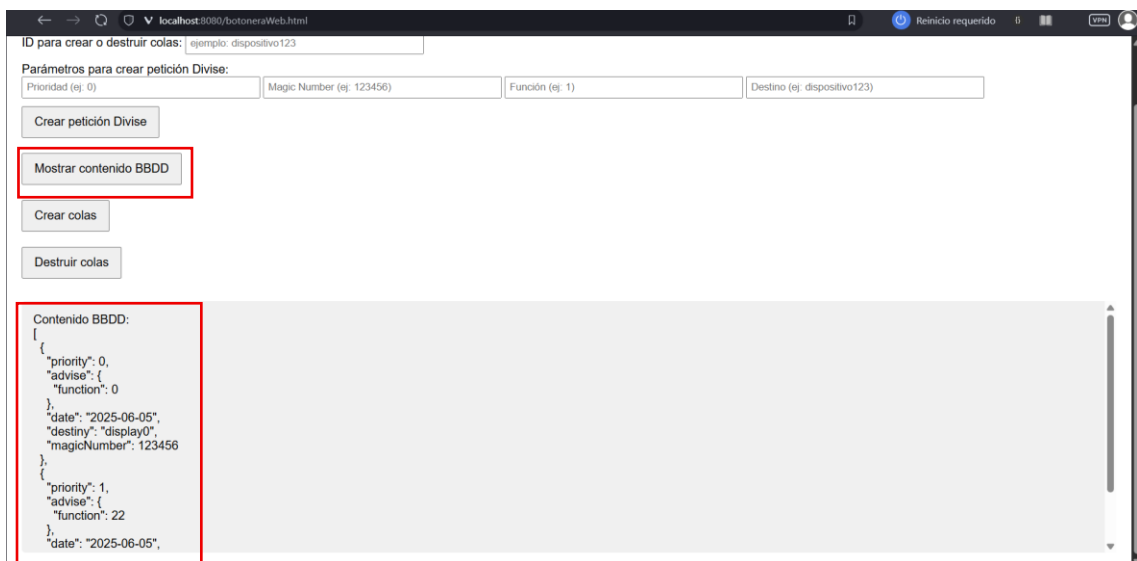 localhost:8080/botoneraWeb.html Reinicio requerido VPN
ID para crear o destruir colas: ejemplo: dispositivo123
Parámetros para crear petición Divise:
Prioridad (ej: 0) Magic Number (ej: 123456) Función (ej: 1) Destino (ej: dispositivo123)
Crear petición Divise
Mostrar contenido BBDD
Crear colas
Destruir colas
Contenido BBDD:
[
{
"priority": 0,
"advise": {
"function": 0
},
"date": "2025-06-05",
"destiny": "display0",
"magicNumber": 123456
},
{
"priority": 1,
"advise": {
"function": 22
},
"date": "2025-06-05",